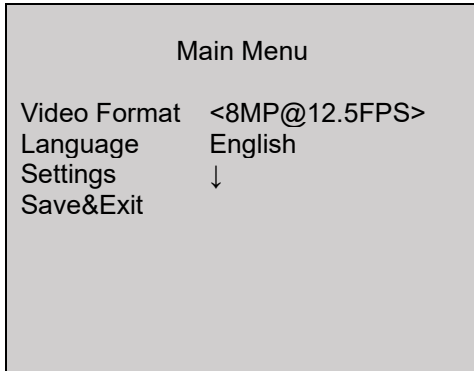 Main Menu
Video Format <8MP@12.5FPS>
Language English
Settings ↓
Save&Exit